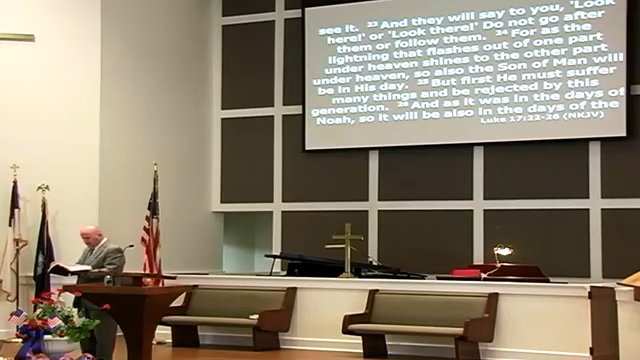 see it. 23 And they will say to you, 'Look
here!' or 'Look there!' Do not go after
them or follow them. 24 For as the
lightning that flashes out of one part
under heaven shines to the other part
under heaven, so also the Son of Man will
be in His day. 25 But first He must suffer
many things and be rejected by this
generation. 26 And as it was in the days of
Noah, so it will be also in the days of the
Luke 17:22-26 (NKJV)